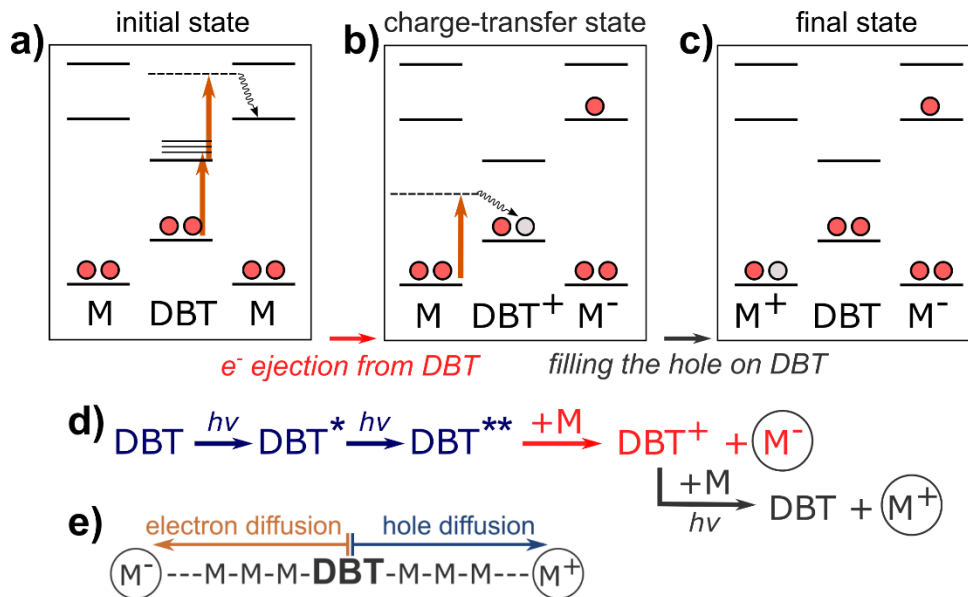 initial state
charge-transfer state
final state
a)
b)
c)
M DBT M
M DBT⁺ M⁻
M⁺ DBT M⁻
e⁻ ejection from DBT
filling the hole on DBT
d)
DBT hν DBT* hν DBT** +M DBT⁺ + M⁻
+M
hν
DBT + M⁺
e)
electron diffusion hole diffusion
M⁻ ---M-M-M-DBT-M-M-M--- M⁺